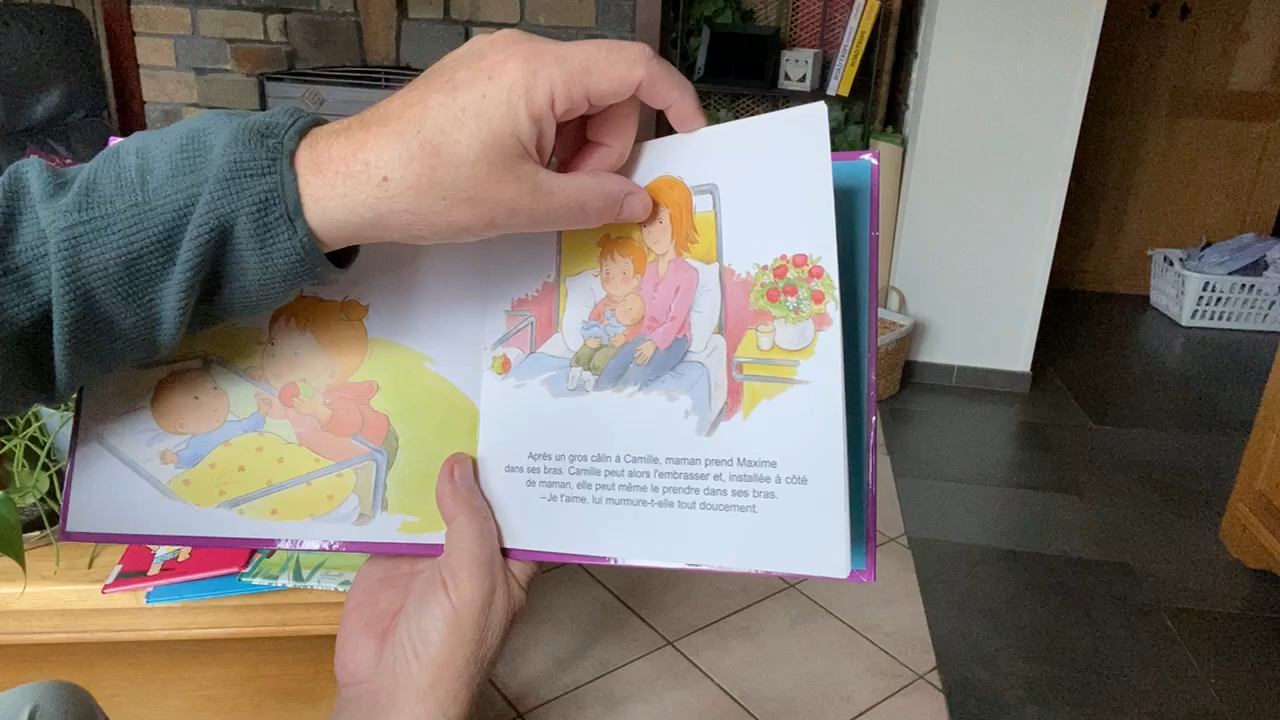 Après un gros câlin à Camille, maman prend Maxime
dans ses bras. Camille peut alors l'embrasser et, installée à côté
de maman, elle peut même le prendre dans ses bras.
–Je t'aime, lui murmure-t-elle tout doucement.